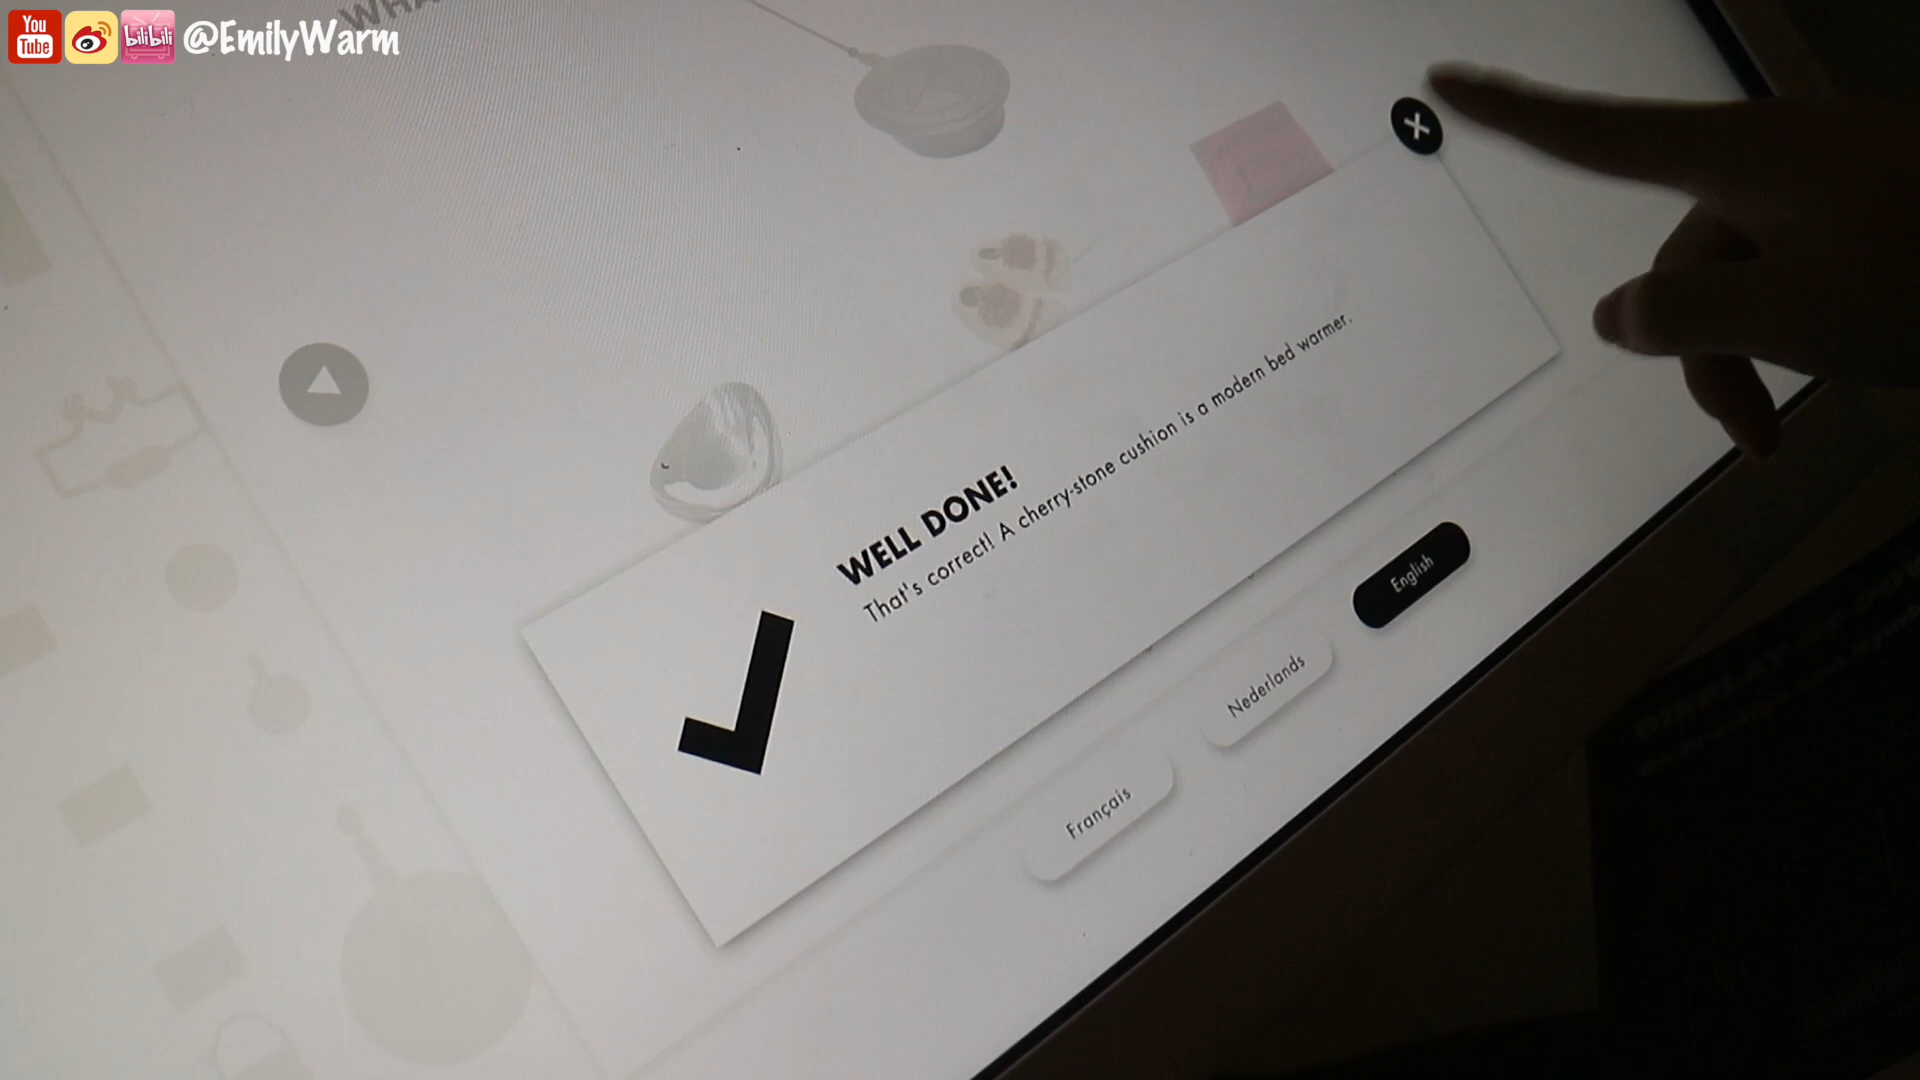 You
Tube
bilibili
@EmilyWarm
WELL DONE!
That's correct! A cherry-stone cushion is a modern bed warmer.
English
Nederlands
Français